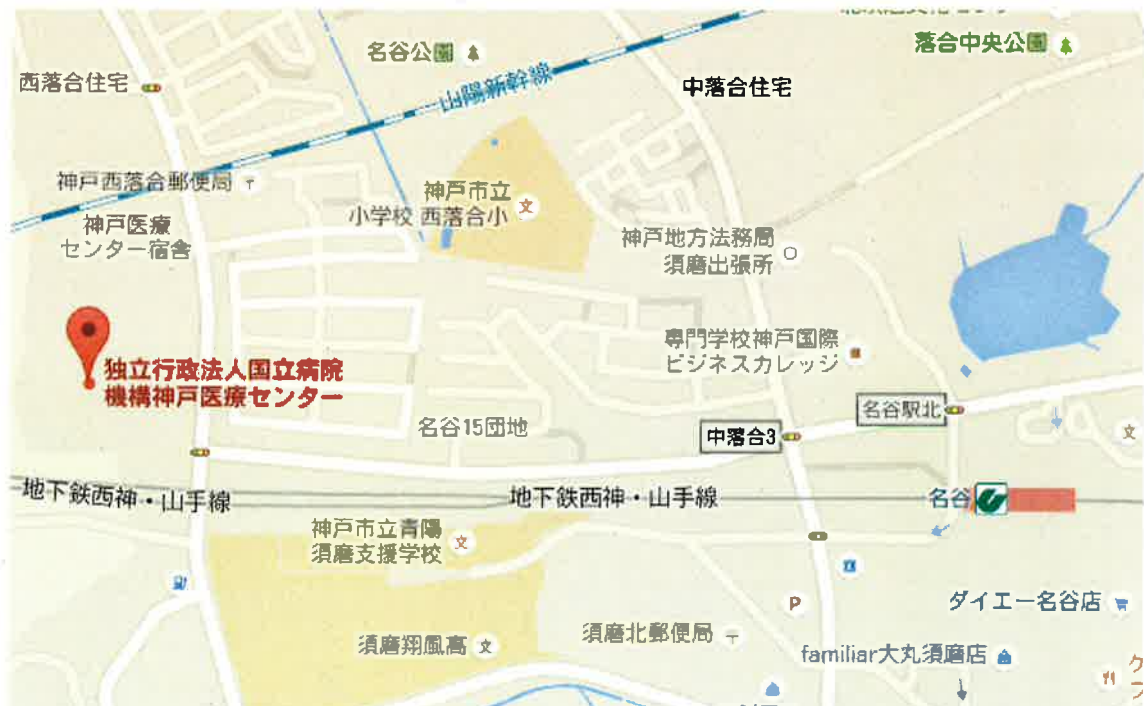 名谷公園
落合中央公園
西落合住宅
山陽新幹線
中落合住宅
神戸西落合郵便局
神戸市立
小学校 西落合小
文
神戸医療
センター宿舎
神戸地方法務局
須磨出張所
独立行政法人国立病院
機構神戸医療センター
専門学校神戸国際
ビジネスカレッジ
名谷駅北
名谷15団地
中落合3
文
地下鉄西神・山手線
地下鉄西神・山手線
名谷
神戸市立青陽
須磨支援学校
文
P
ダイエー名谷店
須磨翔風高
文
須磨北郵便局
familiar大丸須磨店